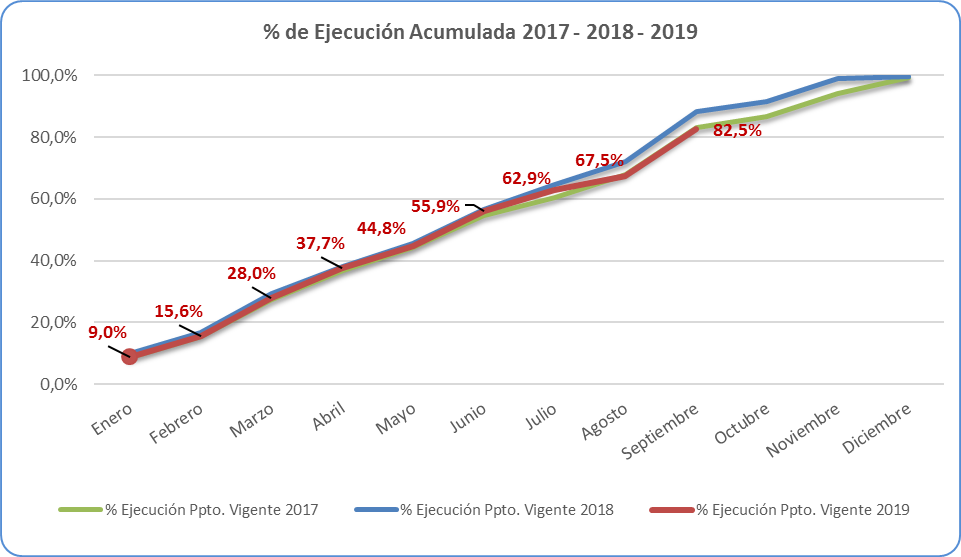 % de Ejecución Acumulada 2017 - 2018 - 2019
100,0%
80,0%
60,0%
40,0%
20,0%
0,0%
9,0%
15,6%
28,0%
37,7%
44,8%
55,9%
62,9%
67,5%
82,5%
Enero
Febrero
Marzo
Abril
Mayo
Junio
Julio
Agosto
Septiembre
Octubre
Noviembre
Diciembre
% Ejecución Ppto. Vigente 2017
% Ejecución Ppto. Vigente 2018
% Ejecución Ppto. Vigente 2019